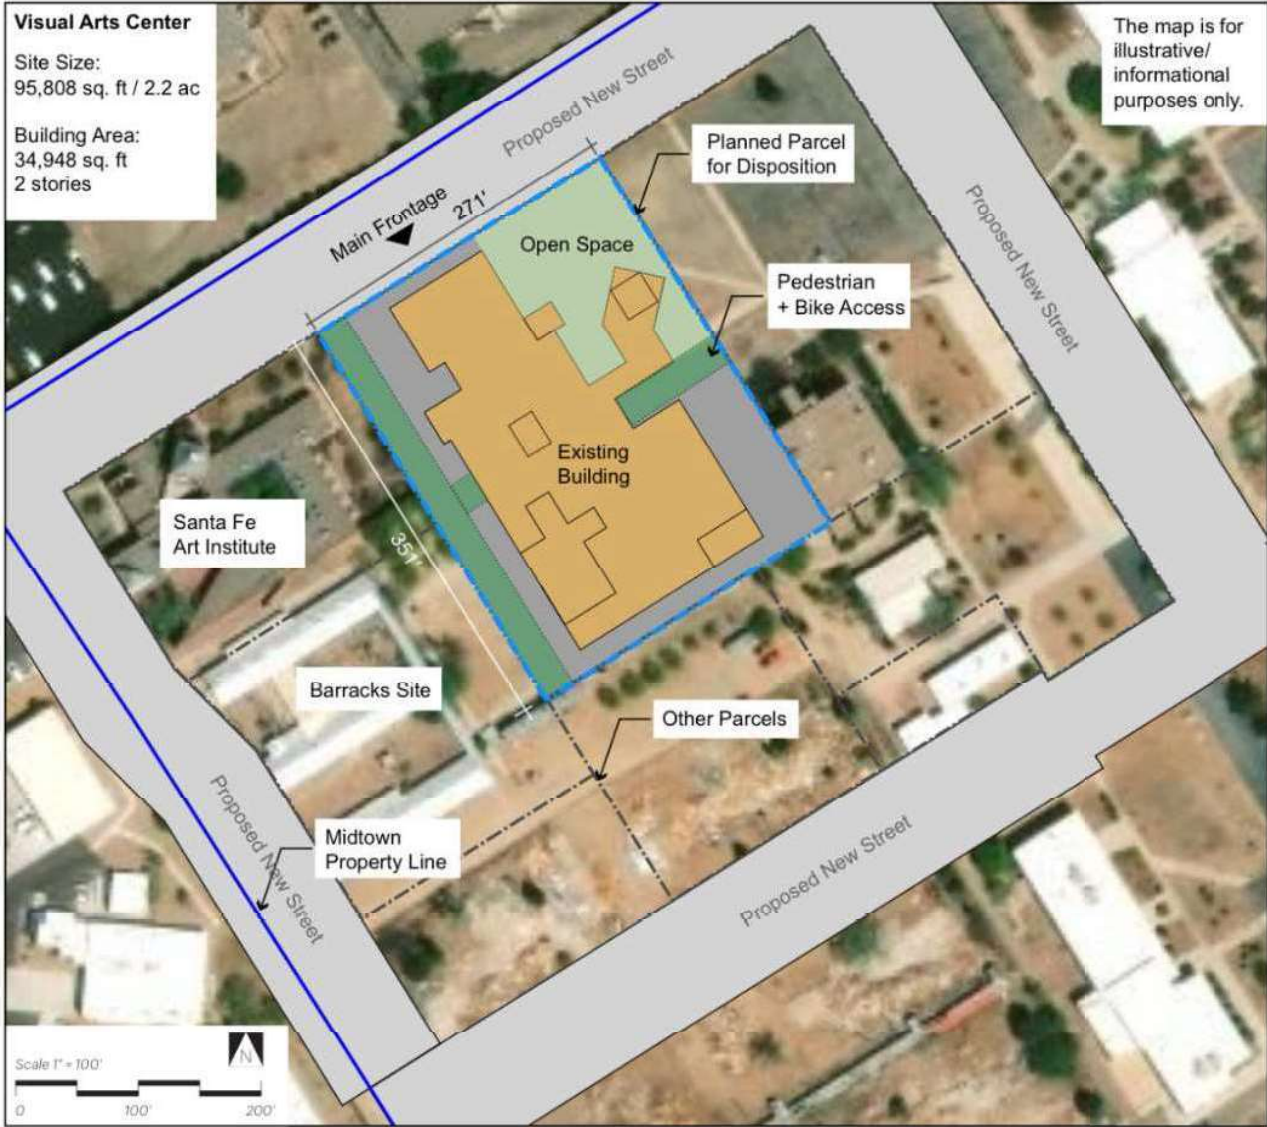 Visual Arts Center
Site Size:
95,808 sq. ft / 2.2 ac
Building Area:
34,948 sq. ft
2 stories
The map is for
illustrative/
informational
purposes only.
Proposed New Street
Planned Parcel
for Disposition
Main Frontage
271'
Open Space
Proposed New Street
Pedestrian
+ Bike Access
Existing
Building
Santa Fe
Art Institute
351'
Barracks Site
Other Parcels
Proposed New Street
Midtown
Property Line
Proposed New Street
Scale 1" = 100'
N
0 100' 200'